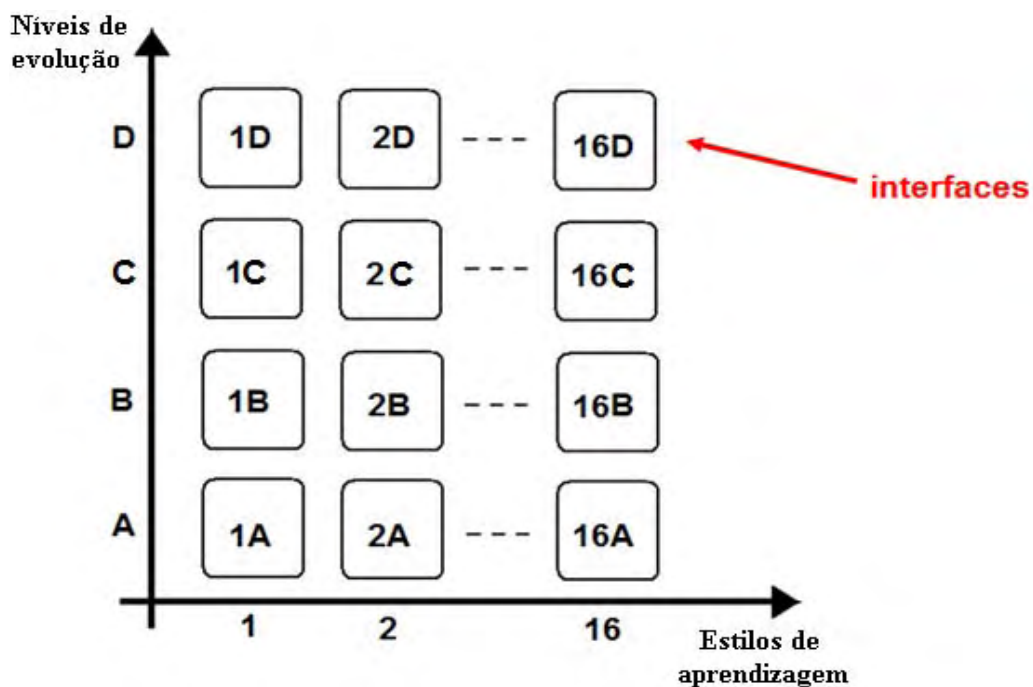 Níveis de
evolução
D 1D 2D --- 16D
interfaces
C 1C 2C --- 16C
B 1B 2B --- 16B
A 1A 2A --- 16A
1 2 16
Estilos de
aprendizagem